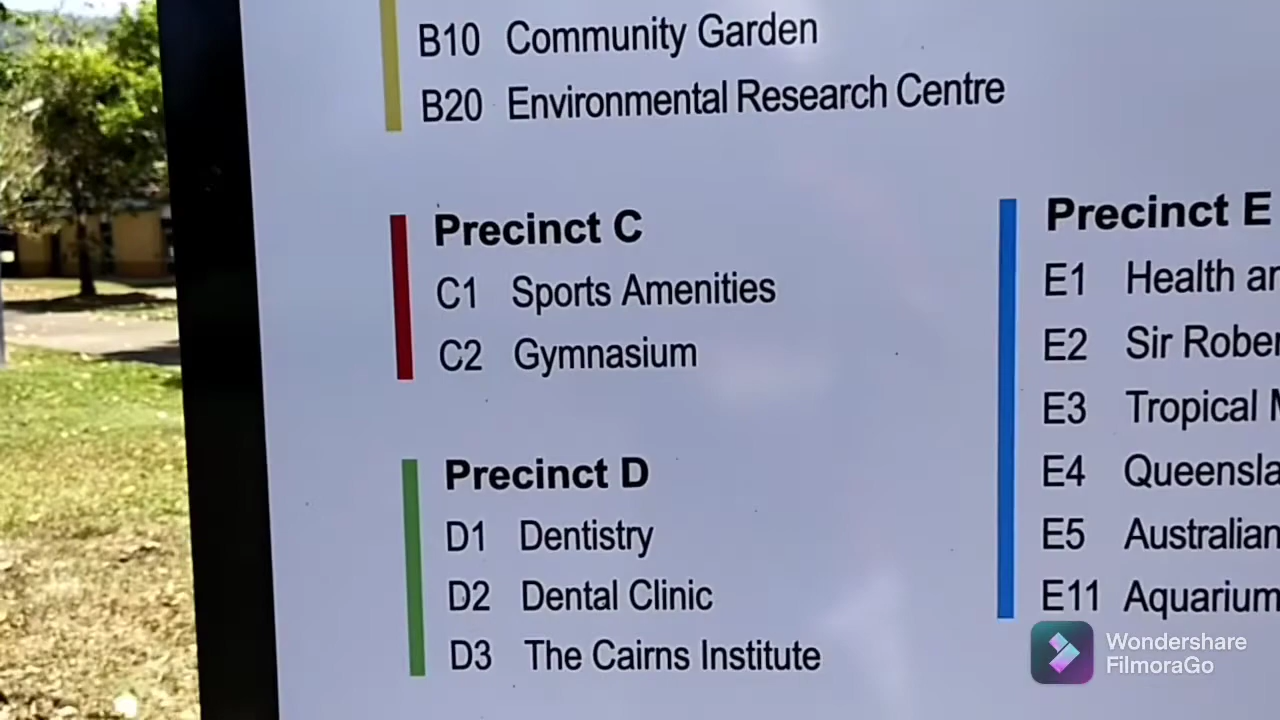 B10 Community Garden
B20 Environmental Research Centre
Precinct C
C1 Sports Amenities
C2 Gymnasium
Precinct D
D1 Dentistry
D2 Dental Clinic
D3 The Cairns Institute
Precinct E
E1 Health
E2 Sir
E3 Tropical
E4
E5 Australian
E11 Aquarium
Wondershare
FilmoraGo